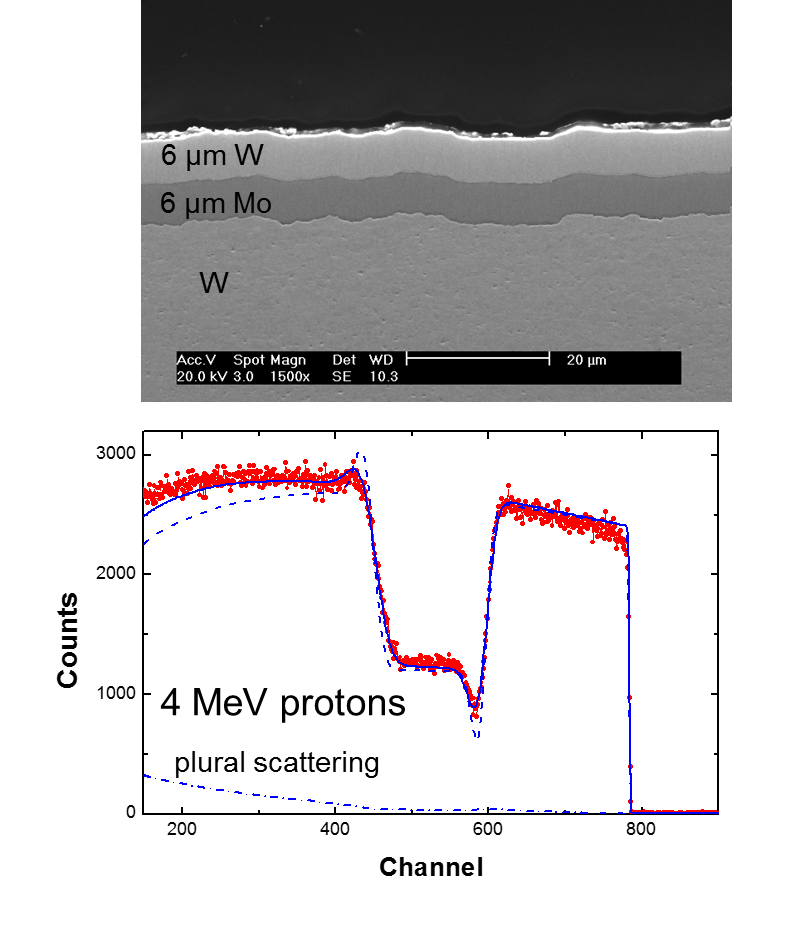 6 µm W
6 µm Mo
W
Acc.V Spot Magn Det WD 20 µm
20.0 kV 3.0 1500x SE 10.3
3000
2000
1000
0
Counts
4 MeV protons
plural scattering
200 400 600 800
Channel